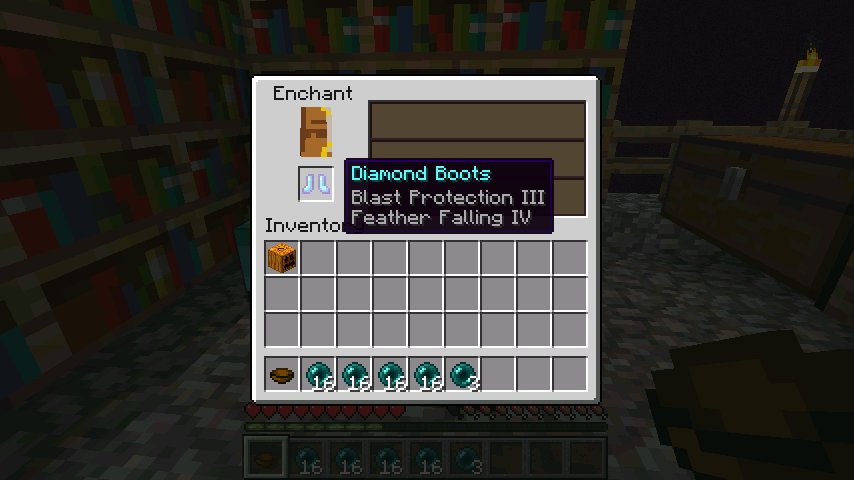 Enchant
Diamond Boots
Blast Protection III
Feather Falling IV
Invento
16 16 16 16 3
16 16 16 16 3